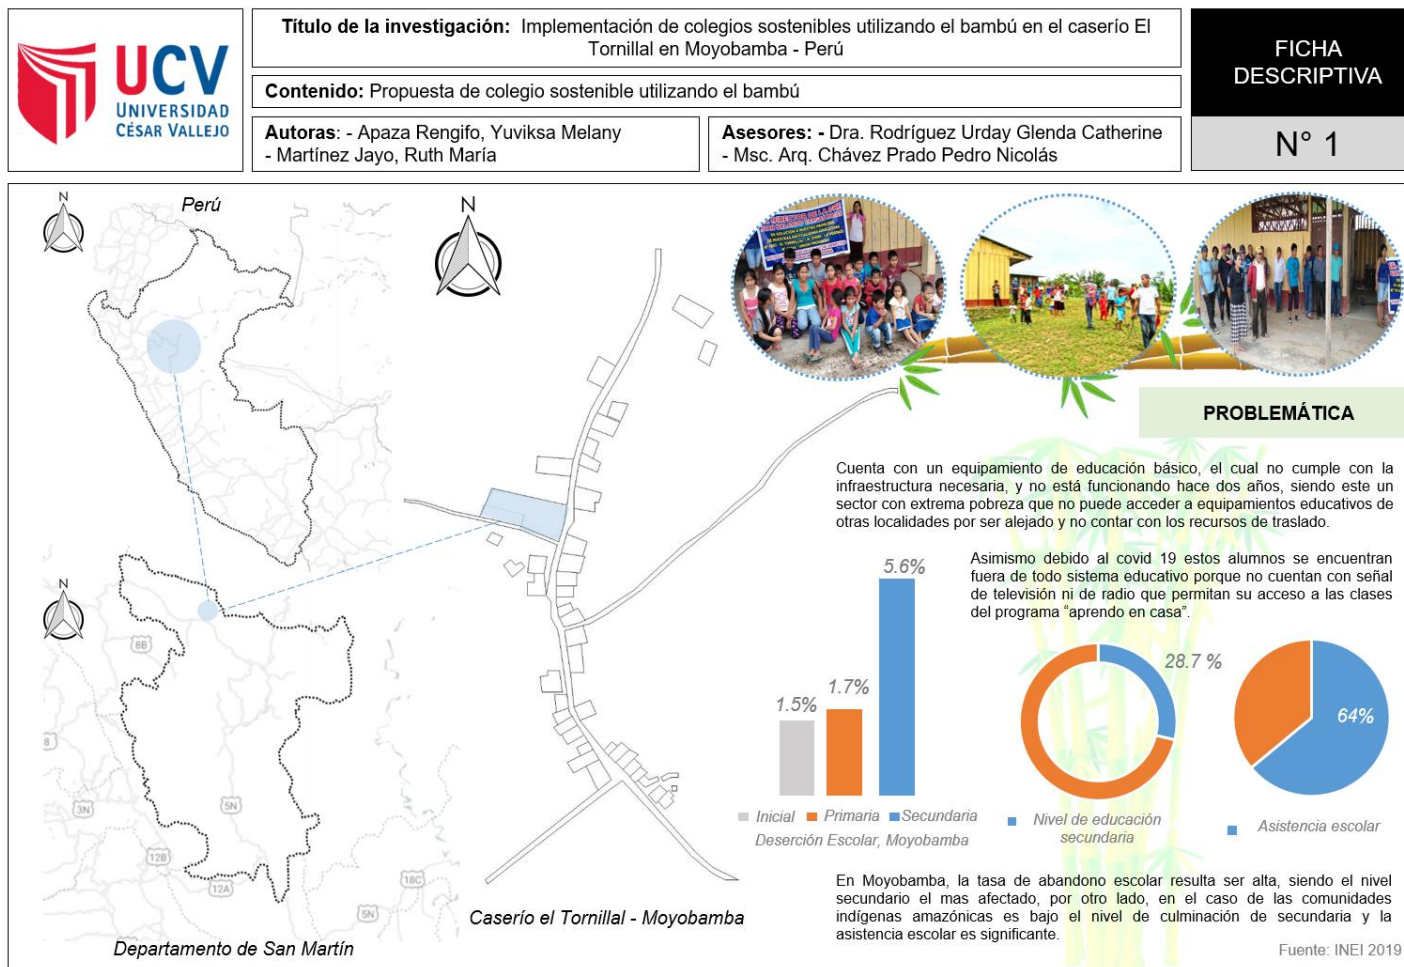 UCV
UNIVERSIDAD
CÉSAR VALLEJO
Título de la investigación: Implementación de colegios sostenibles utilizando el bambú en el caserío El
Tornillal en Moyobamba - Perú
Contenido: Propuesta de colegio sostenible utilizando el bambú
Autoras: - Apaza Rengifo, Yuviksa Melany
- Martínez Jayo, Ruth María
Asesores: - Dra. Rodríguez Urday Glenda Catherine
- Msc. Arq. Chávez Prado Pedro Nicolás
FICHA
DESCRIPTIVA
N° 1
N
Perú
N
N
8B
8
3N
5N
12B
12A
18C
5N
Departamento de San Martín
Caserío el Tornillal - Moyobamba
DIRECTOR DE LA
PROBLEMÁTICA
Cuenta con un equipamiento de educación básico, el cual no cumple con la
infraestructura necesaria, y no está funcionando hace dos años, siendo este un
sector con extrema pobreza que no puede acceder a equipamientos educativos de
otras localidades por ser alejado y no contar con los recursos de traslado.
Asimismo debido al covid 19 estos alumnos se encuentran
fuera de todo sistema educativo porque no cuentan con señal
de televisión ni de radio que permitan su acceso a las clases
del programa “aprendo en casa”.
5.6%
1.7%
1.5%
Inicial Primaria Secundaria
Deserción Escolar, Moyobamba
28.7 %
Nivel de educación
secundaria
64%
Asistencia escolar
En Moyobamba, la tasa de abandono escolar resulta ser alta, siendo el nivel
secundario el mas afectado, por otro lado, en el caso de las comunidades
indígenas amazónicas es bajo el nivel de culminación de secundaria y la
asistencia escolar es significante.
Fuente: INEI 2019